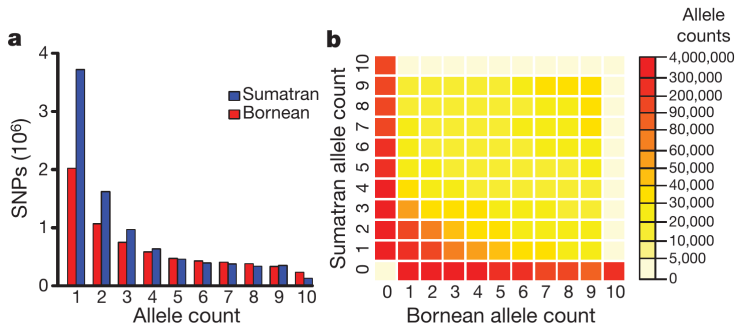 a
SNPs (10⁶)
4
3
2
1
0
Sumatran
Bornean
1 2 3 4 5 6 7 8 9 10
Allele count
b
Sumatran allele count
10
9
8
7
6
5
4
3
2
1
0
0 1 2 3 4 5 6 7 8 9 10
Bornean allele count
Allele
counts
4,000,000
300,000
200,000
90,000
80,000
60,000
50,000
40,000
30,000
20,000
10,000
5,000
0